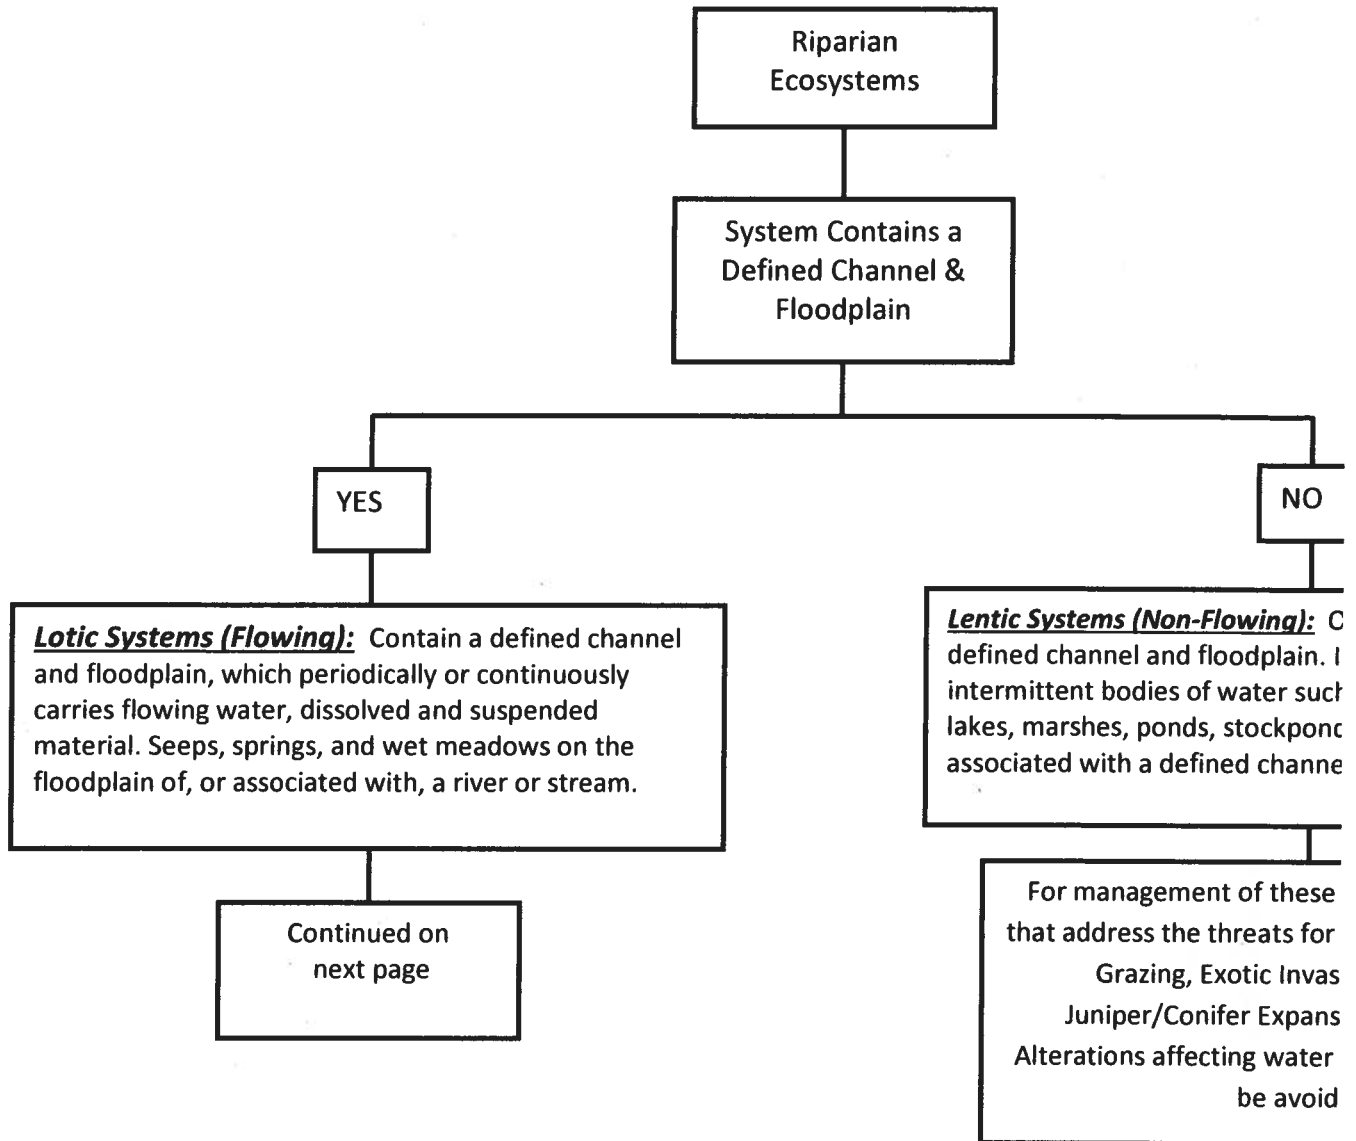 Riparian
Ecosystems
System Contains a
Defined Channel &
Floodplain
YES
NO
Lotic Systems (Flowing): Contain a defined channel
and floodplain, which periodically or continuously
carries flowing water, dissolved and suspended
material. Seeps, springs, and wet meadows on the
floodplain of, or associated with, a river or stream.
Lentic Systems (Non-Flowing):
defined channel and floodplain.
intermittent bodies of water such
lakes, marshes, ponds,
associated with a defined
Continued on
next page
For management of these
that address the threats for
Grazing, Exotic
Juniper/Conifer
Alterations affecting water
be